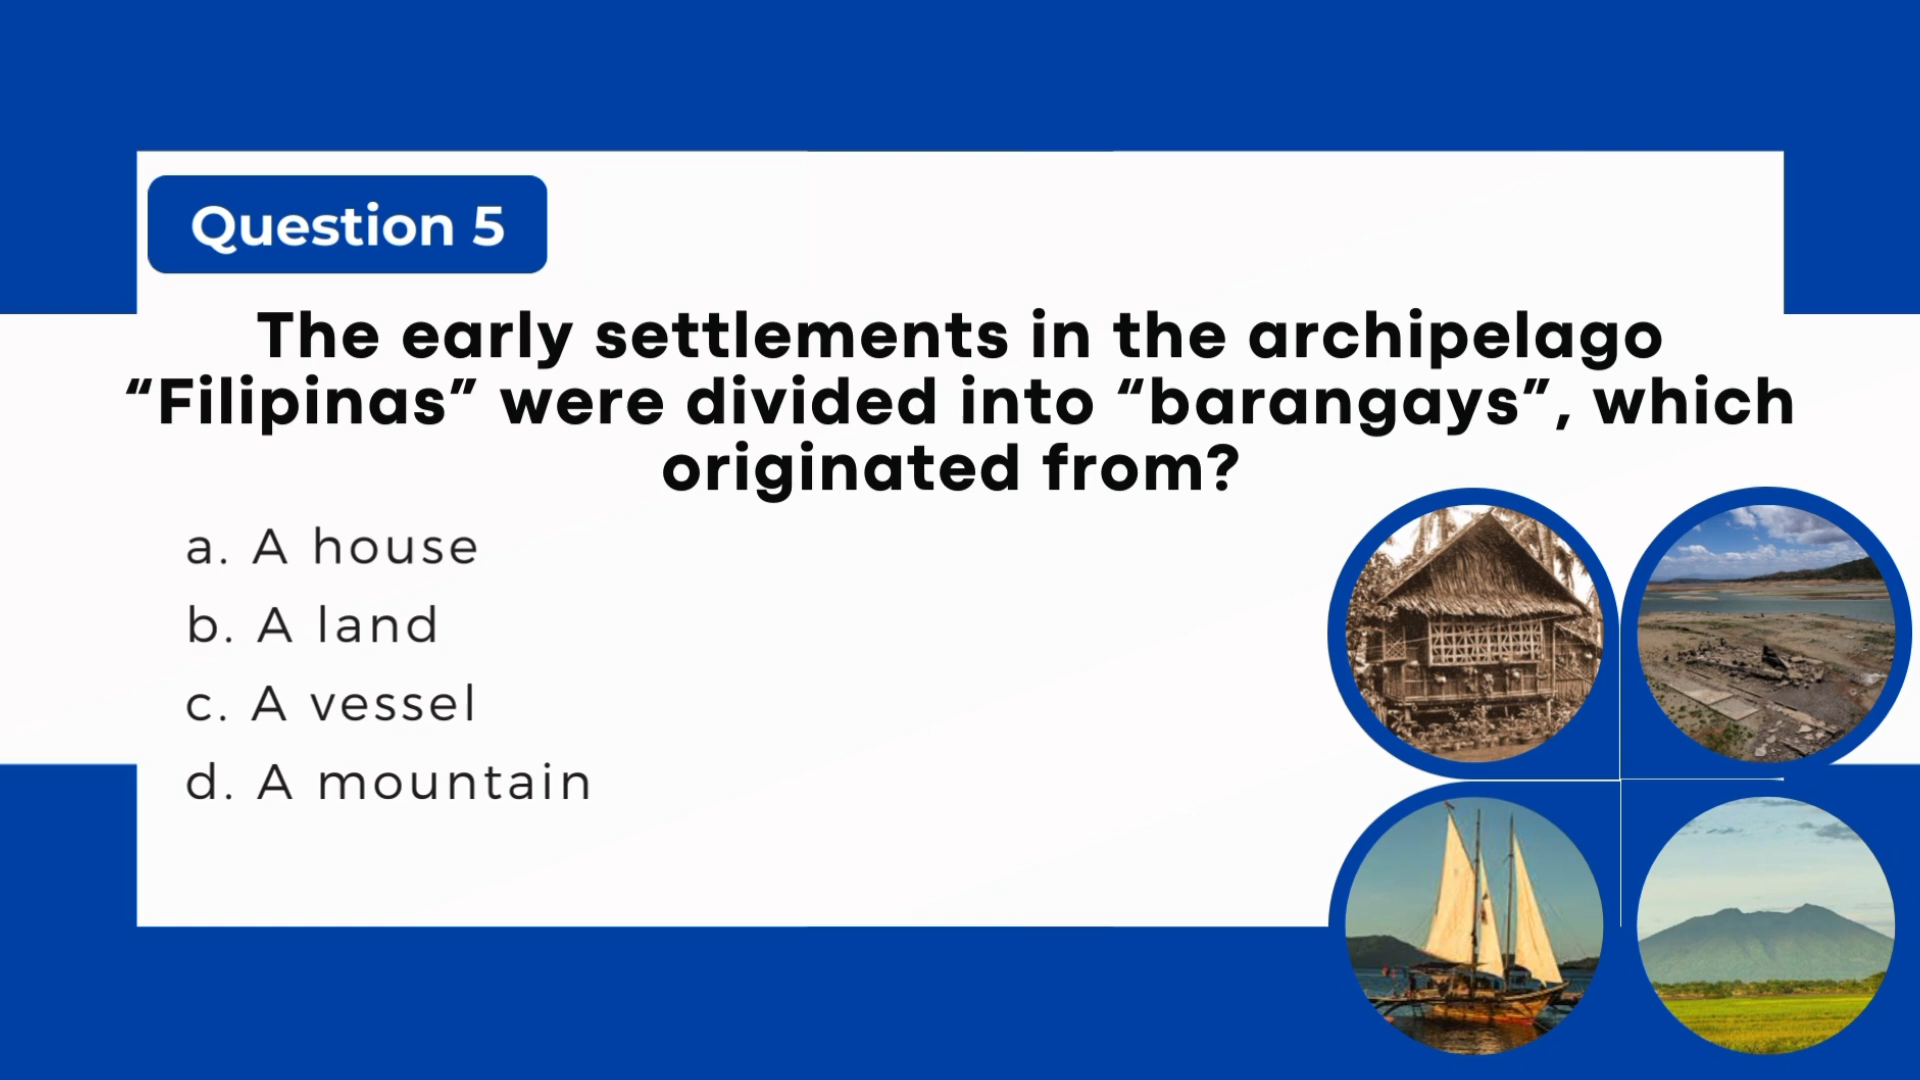 Question 5
The early settlements in the archipelago
“Filipinas” were divided into “barangays”, which
originated from?
a. A house
b. A land
c. A vessel
d. A mountain